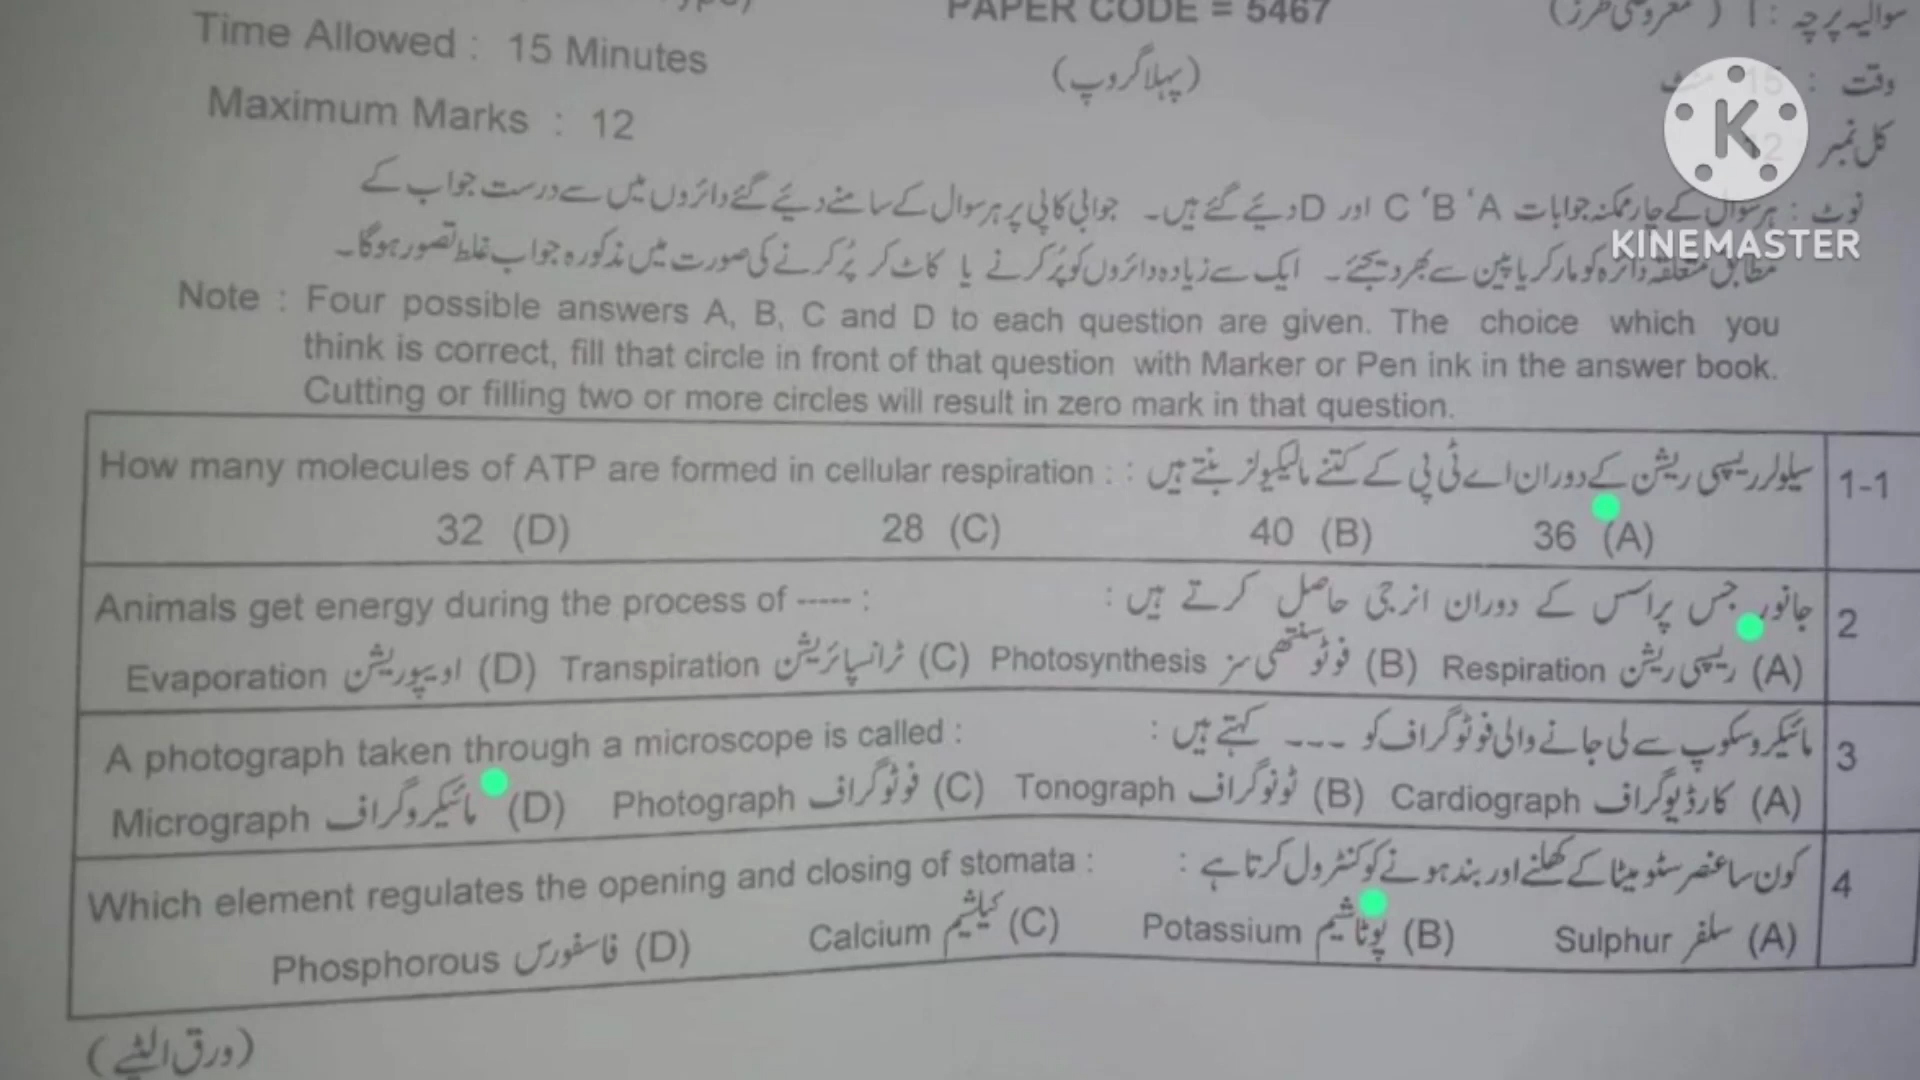 PAPER CODE = 5467
سوالیہ پرچہ : I ( معروضی طرز)
Time Allowed : 15 Minutes
(پہلا گروپ)
وقت : 15 منٹ
Maximum Marks : 12
کل نمبر 12
KINEMASTER
نوٹ : ہر سوال کے چار ممکنہ جوابات A ' B ' C اور D دیئے گئے ہیں۔ جوابی کاپی پر ہر سوال کے سامنے دیئے گئے دائروں میں سے درست جواب کے
مطابق متعلقہ دائرہ کو مارکر یا پین سے بھر دیجئے۔ ایک سے زیادہ دائروں کو پُر کرنے یا کاٹ کر پُر کرنے کی صورت میں مذکورہ جواب غلط تصور ہوگا۔
Note : Four possible answers A, B, C and D to each question are given. The choice which you
think is correct, fill that circle in front of that question with Marker or Pen ink in the answer book.
Cutting or filling two or more circles will result in zero mark in that question.
How many molecules of ATP are formed in cellular respiration : : سیلولر ریسپی ریشن کے دوران اے ٹی پی کے کتنے مالیکیولز بنتے ہیں 1-1
32 (D) 28 (C) 40 (B) 36 (A)
Animals get energy during the process of ----- : جانور جس پراسس کے دوران انرجی حاصل کرتے ہیں : 2
Evaporation اویپوریشن (D) Transpiration ٹرانسپائریشن (C) Photosynthesis فوٹوسنتھی سز (B) Respiration ریسپی ریشن (A)
A photograph taken through a microscope is called : مائیکروسکوپ سے لی جانے والی فوٹوگراف کو --- کہتے ہیں : 3
Micrograph مائیکروگراف (D) Photograph فوٹوگراف (C) Tonograph ٹونوگراف (B) Cardiograph کارڈیوگراف (A)
Which element regulates the opening and closing of stomata : کون سا عنصر سٹومیٹا کے کھلنے اور بند ہونے کو کنٹرول کرتا ہے : 4
Phosphorous فاسفورس (D) Calcium کیلشیم (C) Potassium پوٹاشیم (B) Sulphur سلفر (A)
(ورق الٹیے)